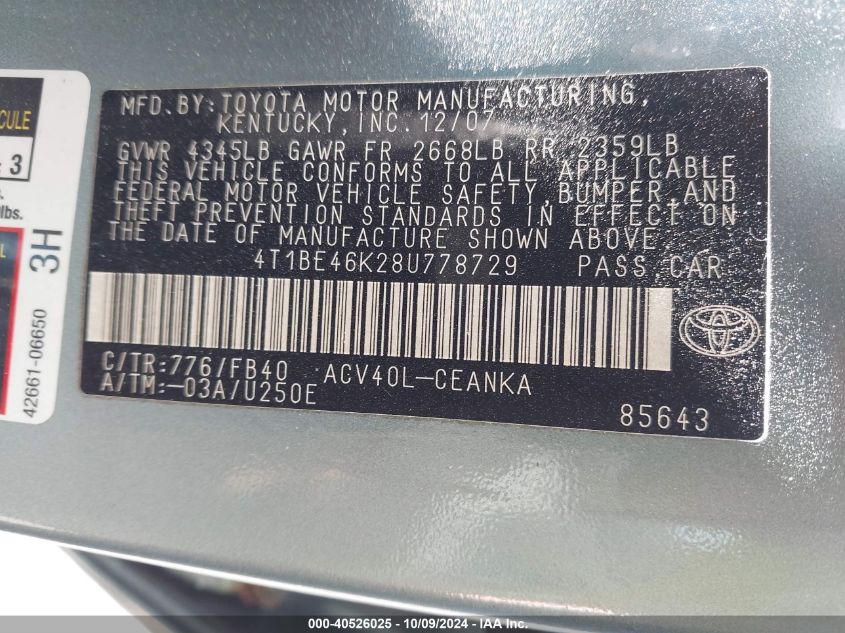 MFD. BY: TOYOTA MOTOR MANUFACTURING,
KENTUCKY, INC. 12/07
GVWR 4345LB GAWR FR 2668LB RR 2359LB
THIS VEHICLE CONFORMS TO ALL APPLICABLE
FEDERAL MOTOR VEHICLE SAFETY, BUMPER, AND
THEFT PREVENTION STANDARDS IN EFFECT ON
THE DATE OF MANUFACTURE SHOWN ABOVE.
4T1BE46K28U778729 PASS.CAR
C/TR:776/FB40 ACV40L-CEANKA
A/TM:-03A/U250E
85643
3
lbs.
3H
42661-06650
000-40526025 - 10/09/2024 - IAA Inc.